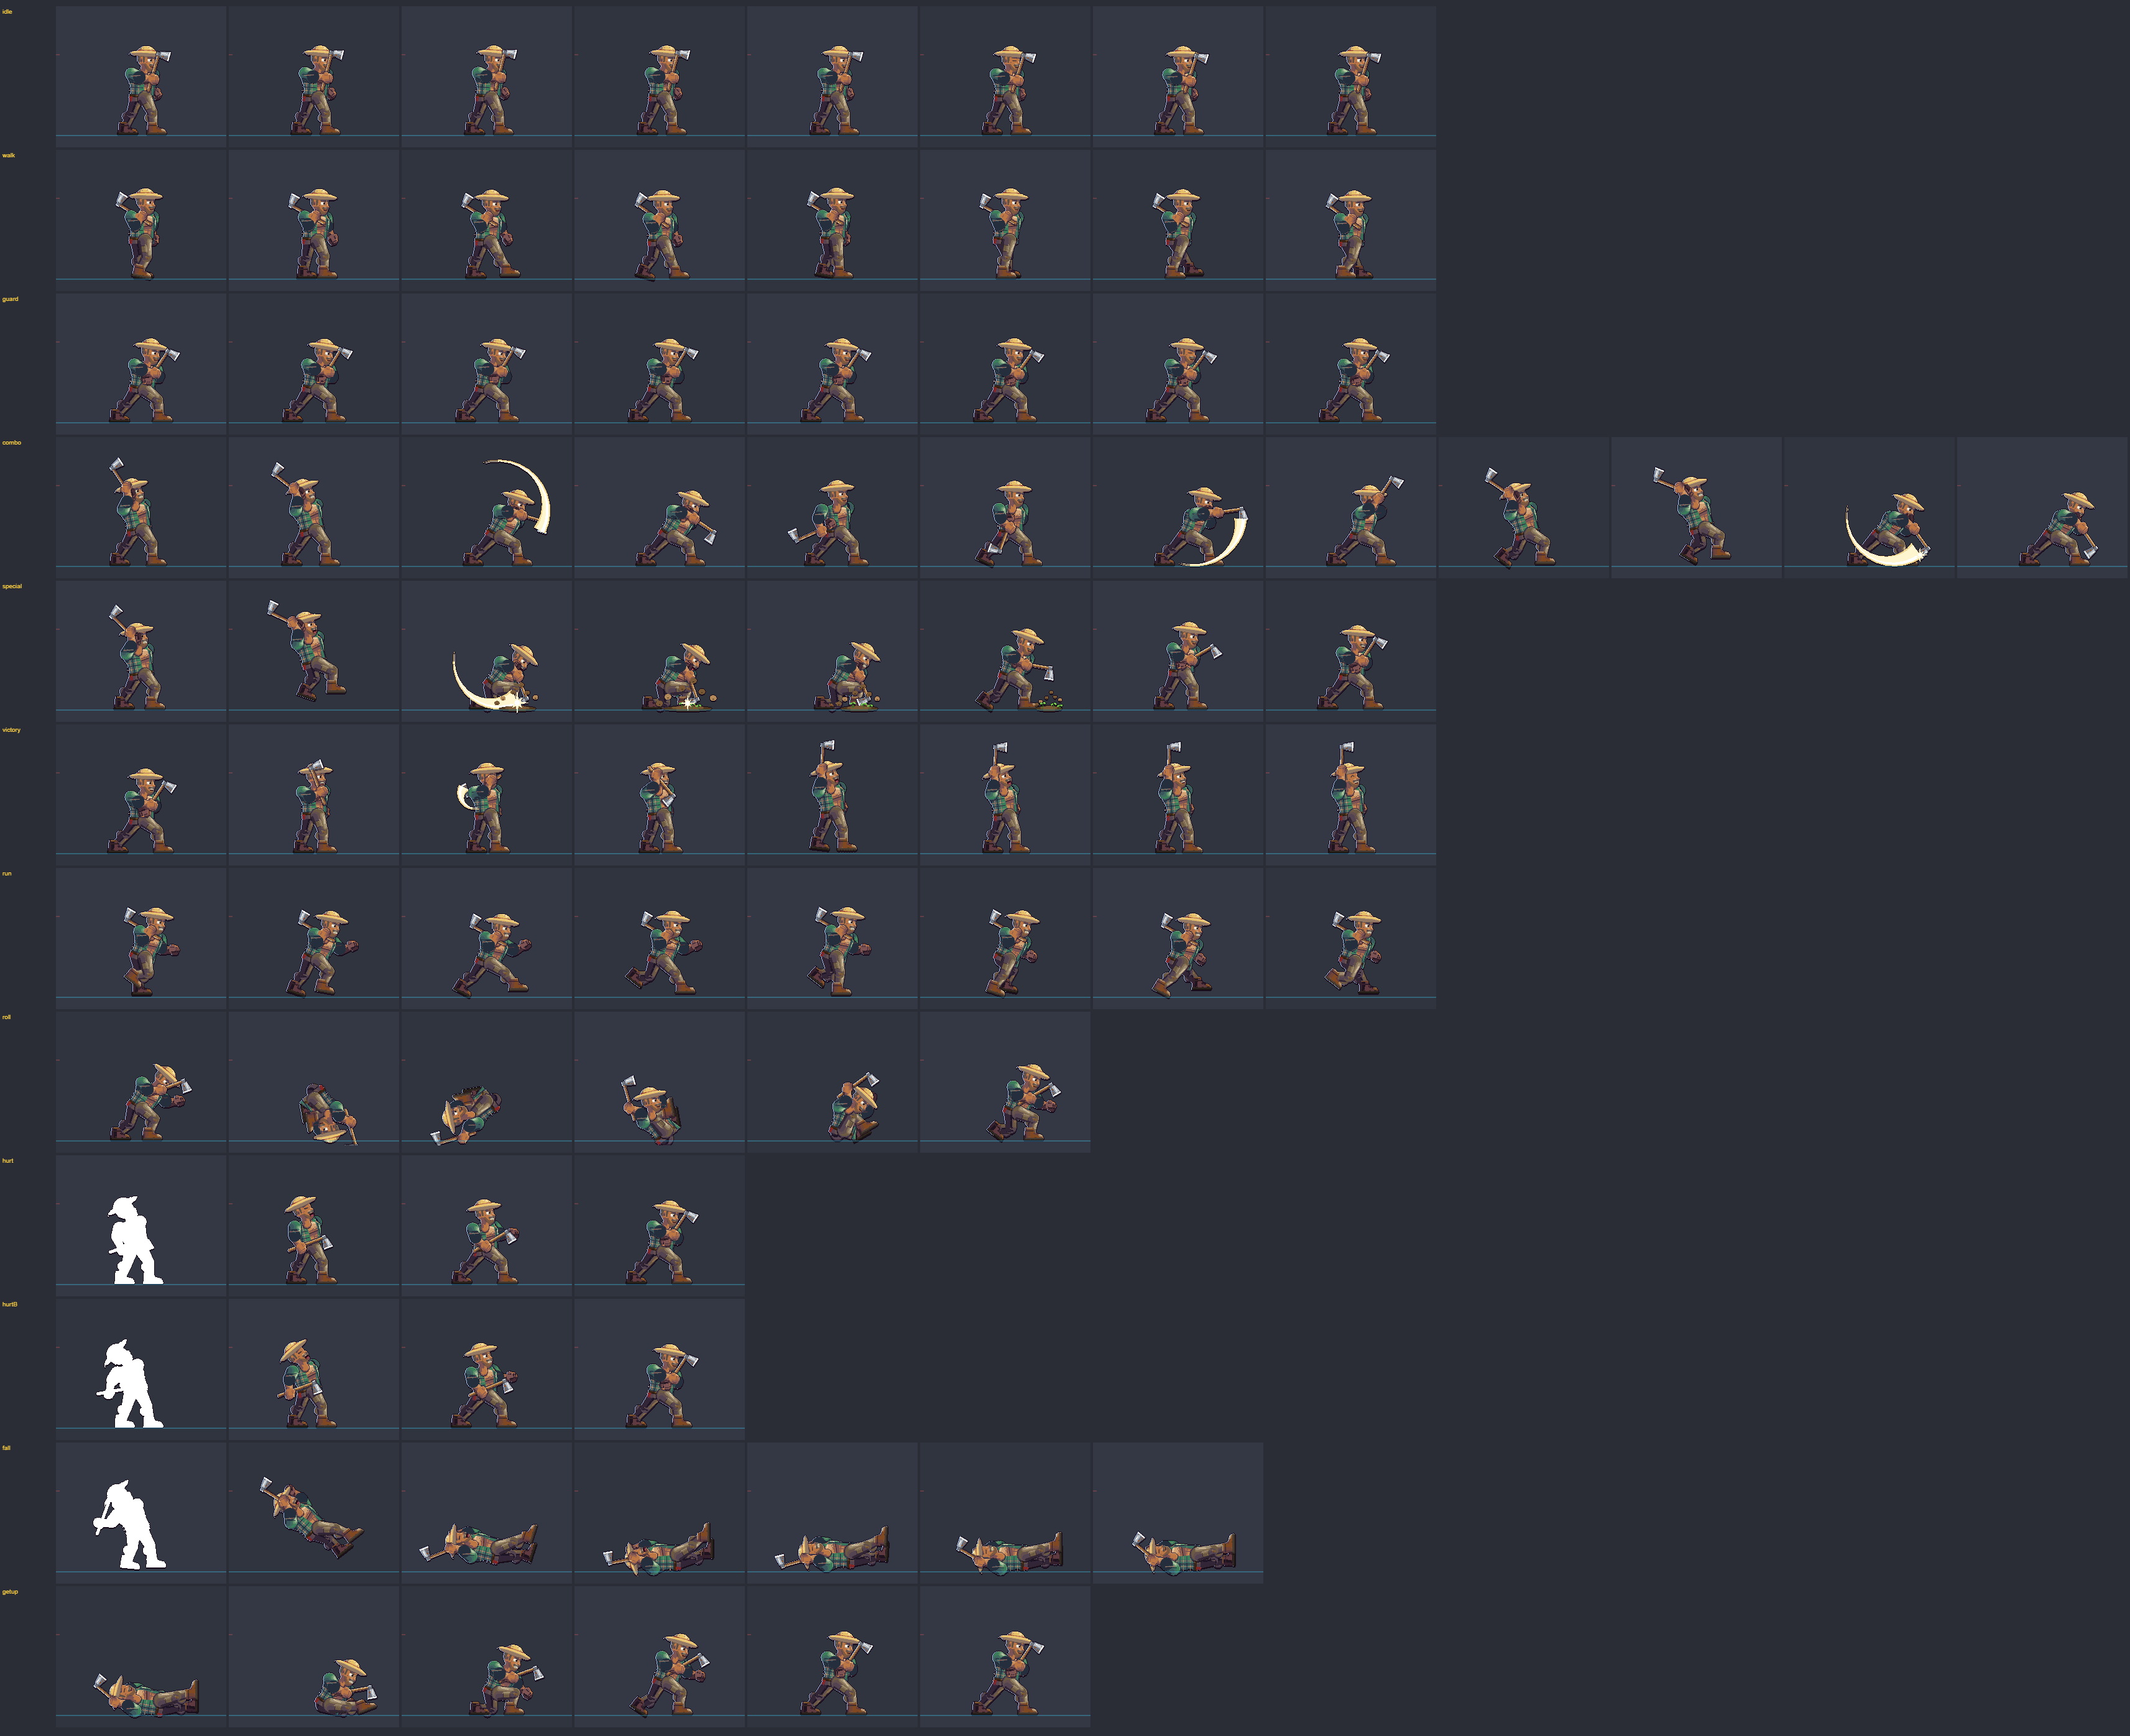 idle
walk
guard
combo
special
victory
run
roll
hurt
hurtB
fall
getup